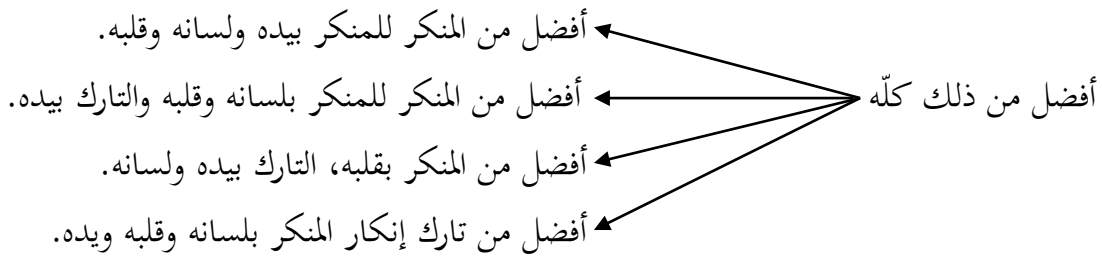 أفضل من المنكر للمنكر بيده ولسانه وقلبه.
أفضل من ذلك كلّه
أفضل من المنكر للمنكر بلسانه وقلبه والتارك بيده.
أفضل من المنكر بقلبه، التارك بيده ولسانه.
أفضل من تارك إنكار المنكر بلسانه وقلبه ويده.